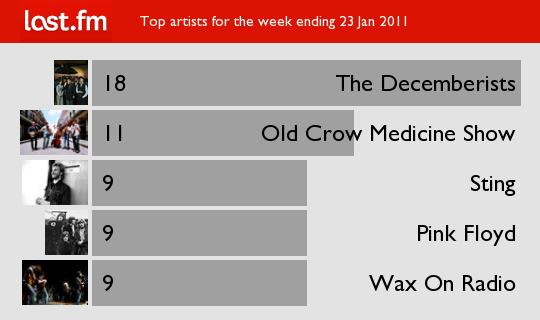 last.fm Top artists for the week ending 23 Jan 2011
18 The Decemberists
11 Old Crow Medicine Show
9 Sting
9 Pink Floyd
9 Wax On Radio